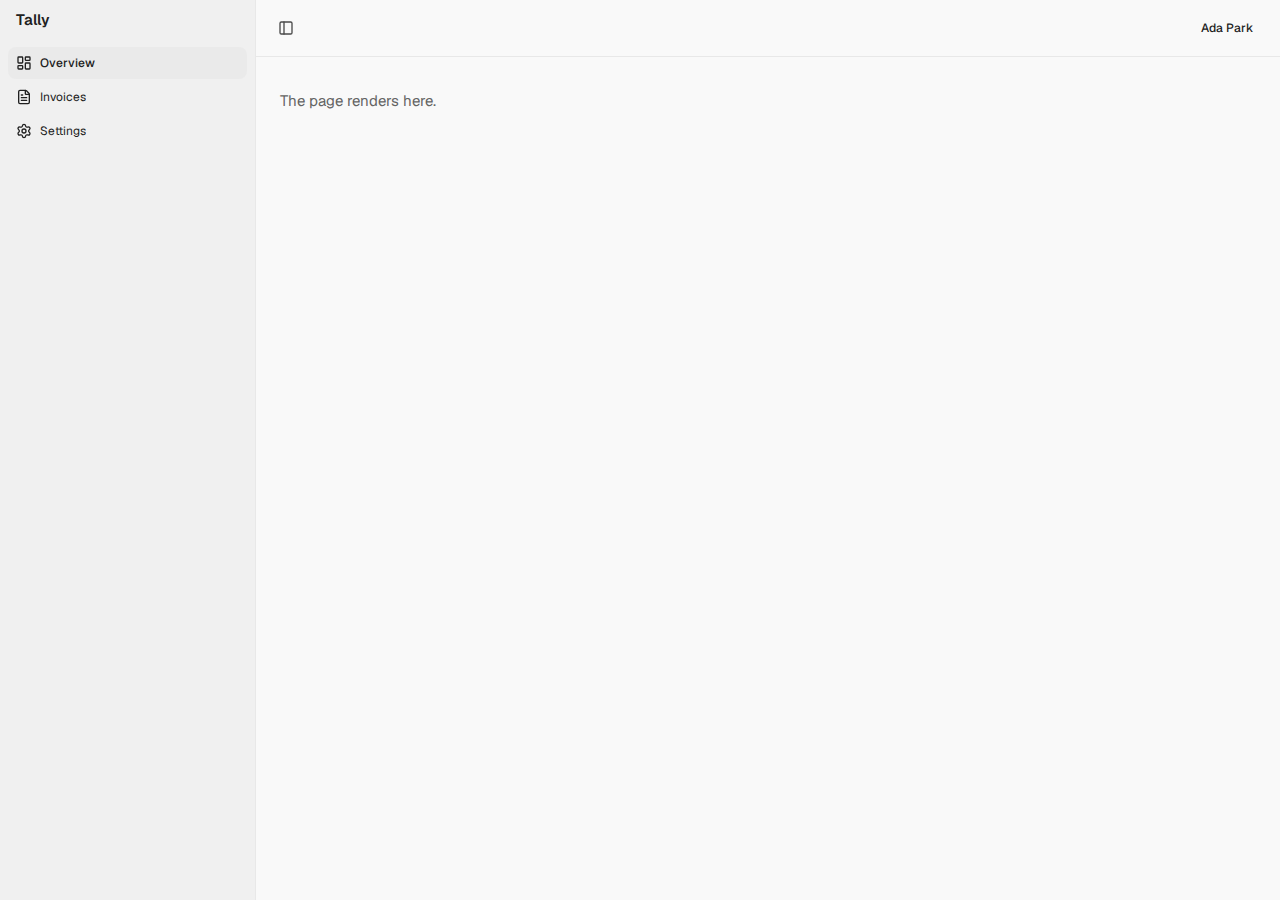 Tally
Ada Park
Overview
Invoices
Settings
The page renders here.